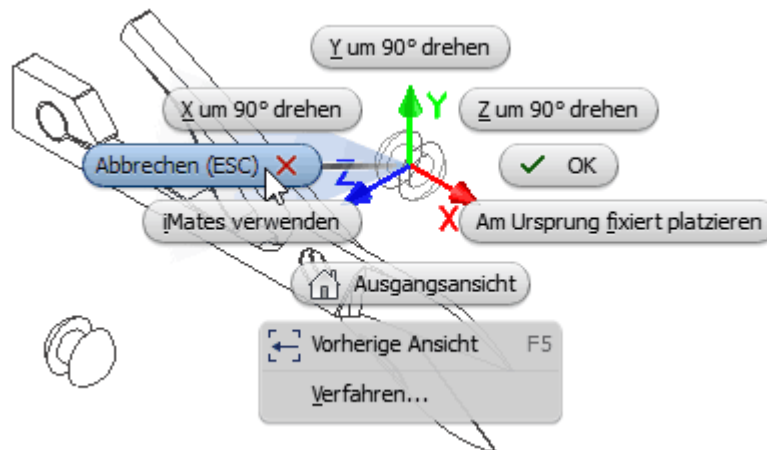 Y um 90° drehen
X um 90° drehen
Z um 90° drehen
Y
Abbrechen (ESC)
Z
OK
iMates verwenden
X
Am Ursprung fixiert platzieren
Ausgangsansicht
Vorherige Ansicht F5
Verfahren...